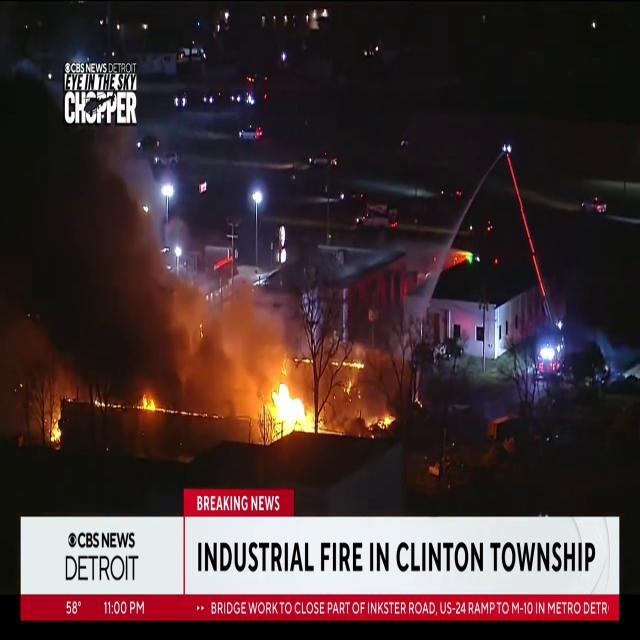 CBS NEWS DETROIT
EYE IN THE SKY
CHOPPER
BREAKING NEWS
CBS NEWS
DETROIT
INDUSTRIAL FIRE IN CLINTON TOWNSHIP
58° 11:00 PM ▸▸ BRIDGE WORK TO CLOSE PART OF INKSTER ROAD, US-24 RAMP TO M-10 IN METRO DETR